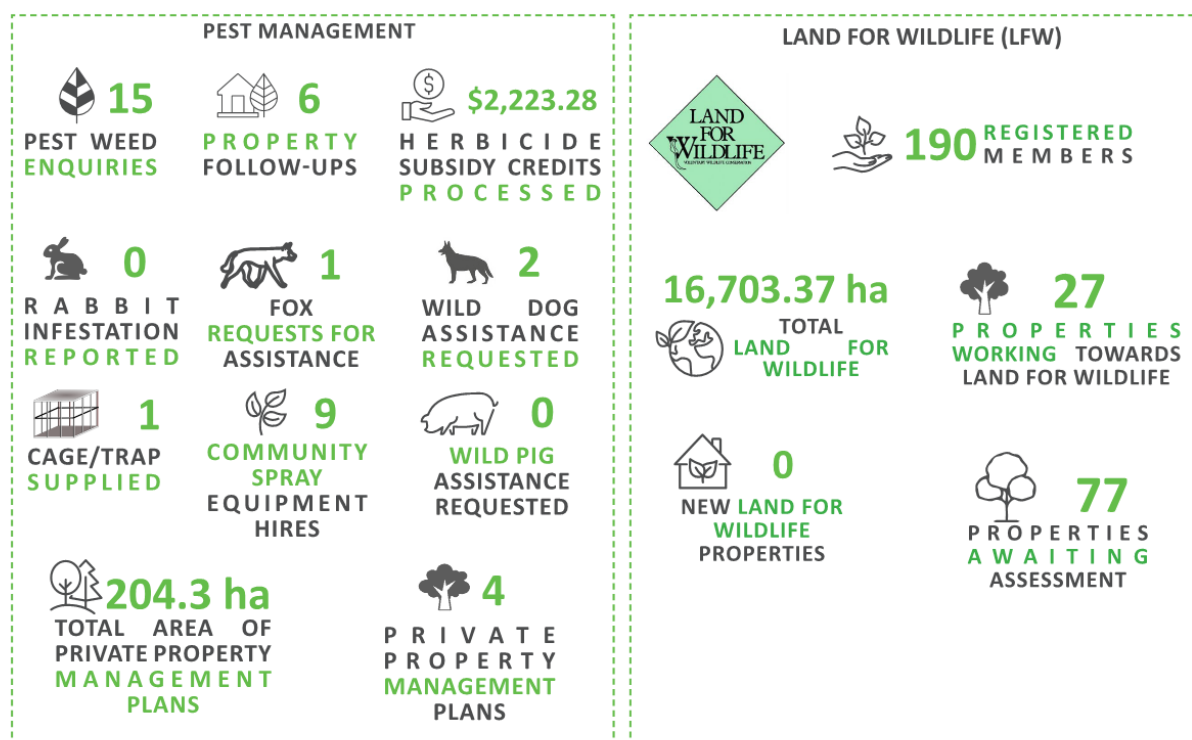 PEST MANAGEMENT
15
PEST WEED
ENQUIRIES
6
PROPERTY
FOLLOW-UPS
$
$2,223.28
HERBICIDE
SUBSIDY CREDITS
PROCESSED
0
RABBIT
INFESTATION
REPORTED
1
FOX
REQUESTS FOR
ASSISTANCE
2
WILD DOG
ASSISTANCE
REQUESTED
1
CAGE/TRAP
SUPPLIED
9
COMMUNITY
SPRAY
EQUIPMENT
HIRES
0
WILD PIG
ASSISTANCE
REQUESTED
204.3 ha
TOTAL AREA OF
PRIVATE PROPERTY
MANAGEMENT
PLANS
4
PRIVATE
PROPERTY
MANAGEMENT
PLANS
LAND FOR WILDLIFE (LFW)
LAND
FOR
WILDLIFE
VOLUNTARY WILDLIFE CONSERVATION
190 REGISTERED
MEMBERS
16,703.37 ha
TOTAL
LAND FOR
WILDLIFE
27
PROPERTIES
WORKING TOWARDS
LAND FOR WILDLIFE
0
NEW LAND FOR
WILDLIFE
PROPERTIES
77
PROPERTIES
AWAITING
ASSESSMENT